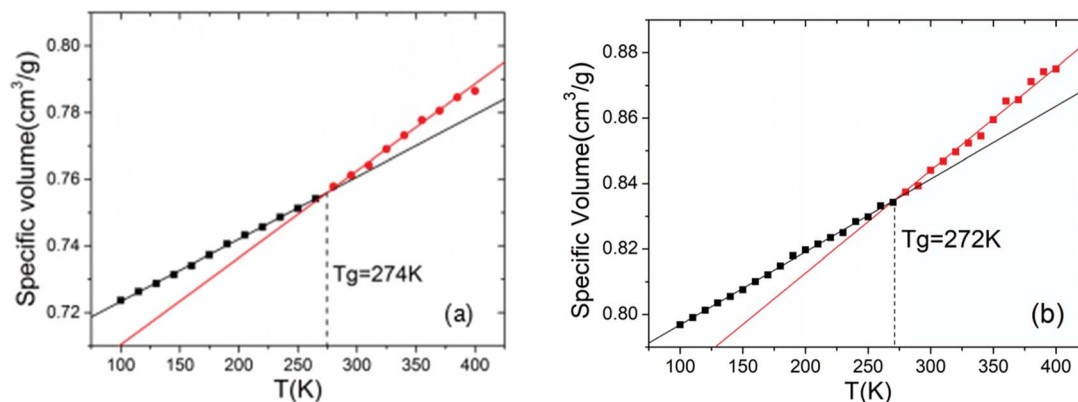 0.80
0.78
0.76
0.74
0.72
Specific volume(cm³/g)
100 150 200 250 300 350 400
T(K)
Tg=274K
(a)
0.88
0.86
0.84
0.82
0.80
Specific Volume(cm³/g)
100 150 200 250 300 350 400
T(K)
Tg=272K
(b)